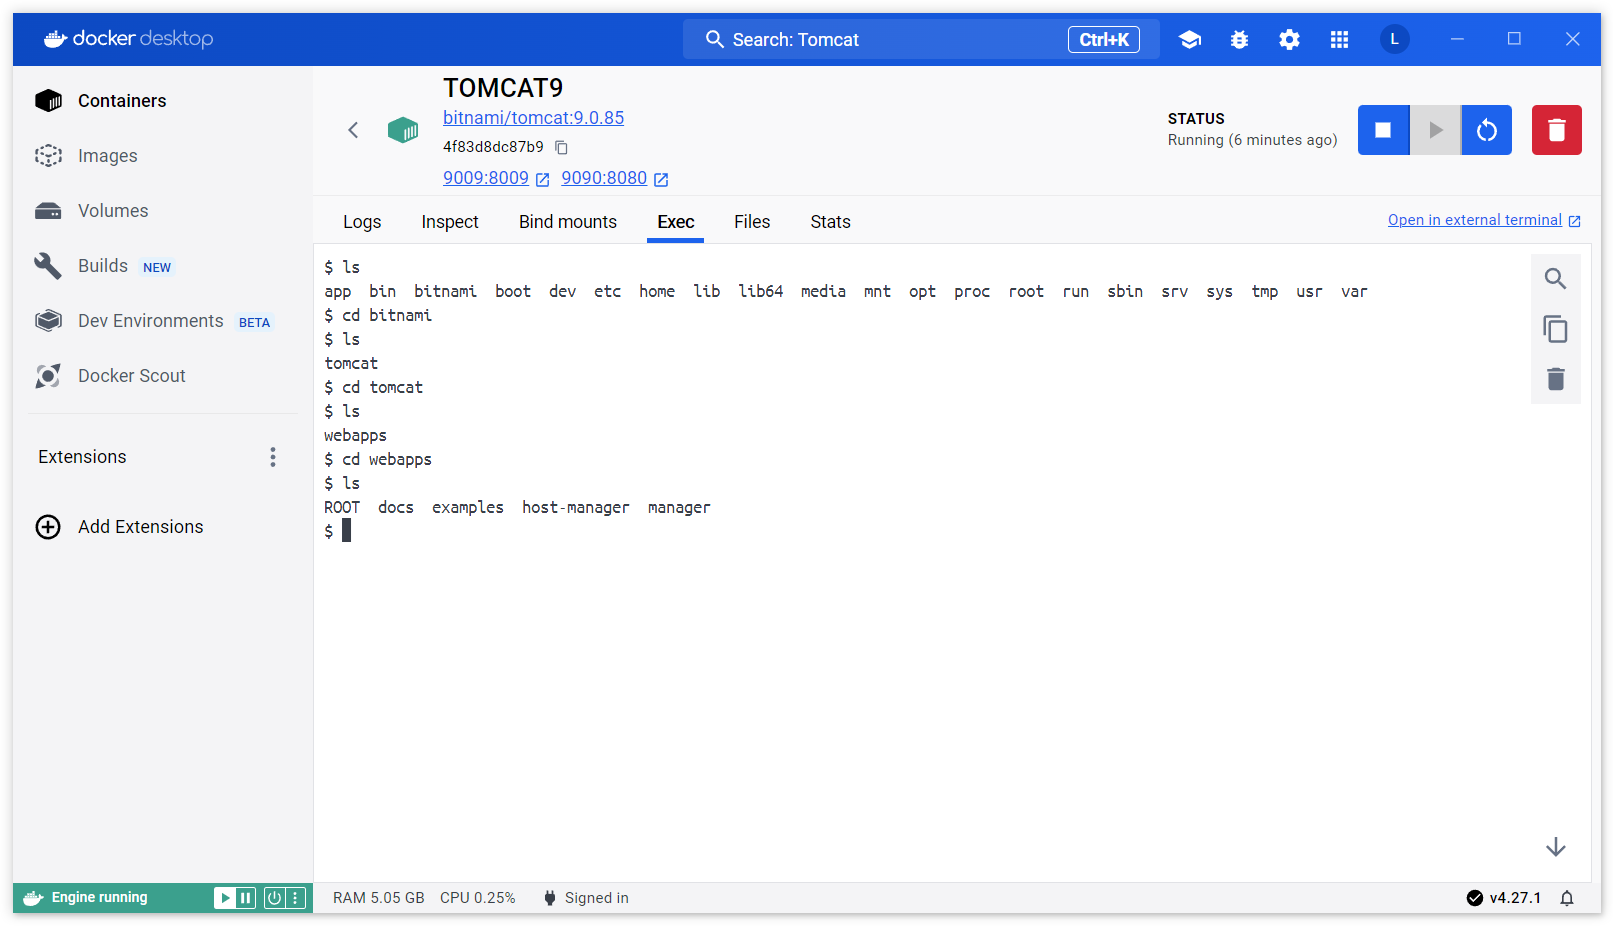 docker desktop
Search: Tomcat
Ctrl+K
L
Containers
Images
Volumes
Builds NEW
Dev Environments BETA
Docker Scout
Extensions
Add Extensions
TOMCAT9
bitnami/tomcat:9.0.85
4f83d8dc87b9
9009:8009 9090:8080
STATUS
Running (6 minutes ago)
Logs Inspect Bind mounts Exec Files Stats
Open in external terminal
$ ls
app bin bitnami boot dev etc home lib lib64 media mnt opt proc root run sbin srv sys tmp usr var
$ cd bitnami
$ ls
tomcat
$ cd tomcat
$ ls
webapps
$ cd webapps
$ ls
ROOT docs examples host-manager manager
$
Engine running
RAM 5.05 GB CPU 0.25% Signed in
v4.27.1